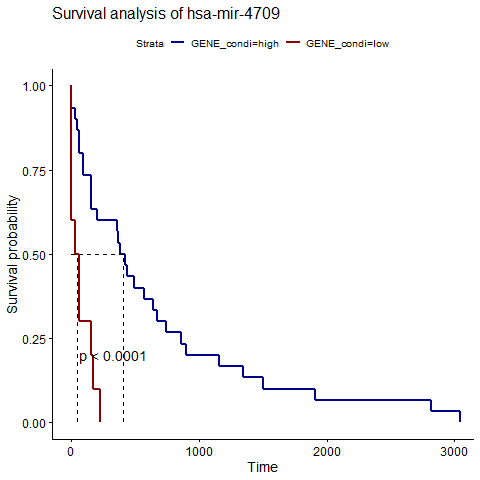 Survival analysis of hsa-mir-4709
Strata GENE_condi=high GENE_condi=low
Survival probability
1.00
0.75
0.50
0.25
0.00
p < 0.0001
0 1000 2000 3000
Time